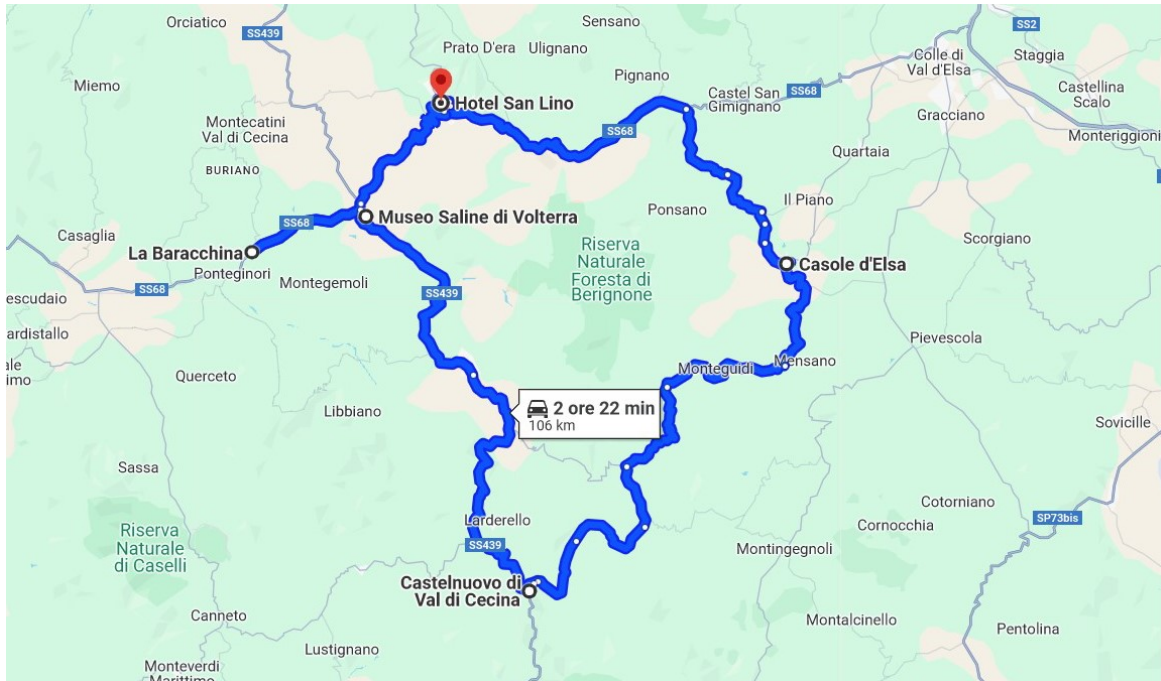 Orciatico
Sensano
SS439
SS2
Prato D'era
Ulignano
Staggia
Colle di
Val d'Elsa
Miemo
Pignano
Castellina
Scalo
Castel San
Gimignano
SS68
Hotel San Lino
Gracciano
Montecatini
Val di Cecina
SS68
Monteriggioni
Quartaia
BURIANO
Il Piano
Museo Saline di Volterra
Ponsano
SS68
Casaglia
Scorgiano
La Baracchina
Riserva
Naturale
Foresta di
Berignone
Casole d'Elsa
Ponteginori
Montegemoli
SS68
SS439
escudaio
ardistallo
Pievescola
Mensano
Monteguidi
ale
imo
Querceto
2 ore 22 min
106 km
Libbiano
Sovicille
Sassa
Cotorniano
Larderello
SP73bis
Riserva
Naturale
di Caselli
Cornocchia
SS439
Montingegnoli
Castelnuovo di
Val di Cecina
Canneto
Montalcinello
Pentolina
Lustignano
Monteverdi
Marittimo